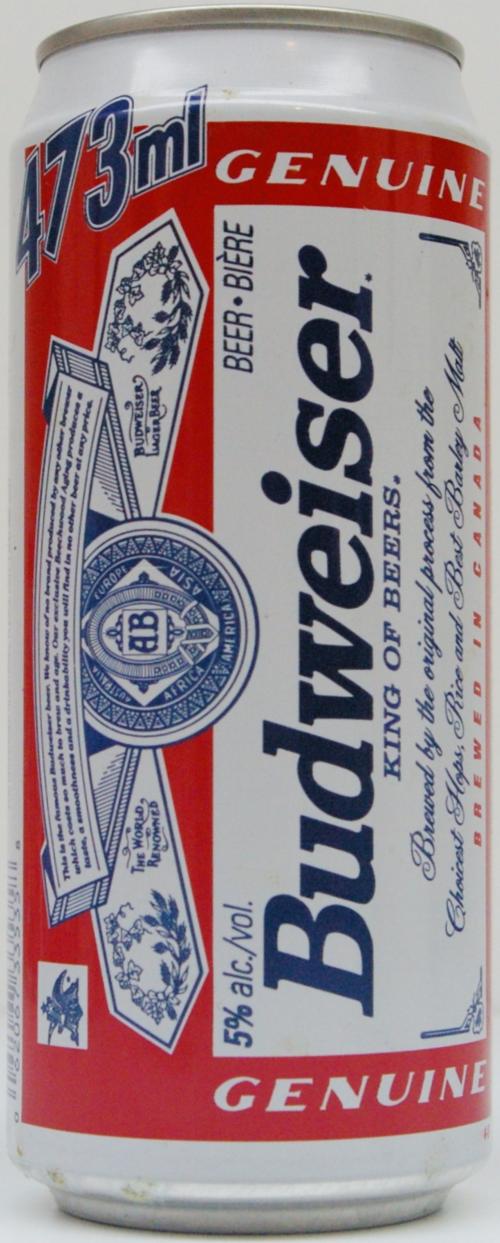 473ml
GENUINE
This is the famous Budweiser beer. We know of no brand produced by any other brewer
which costs so much to brew and age. Our exclusive Beechwood Aging produces a
taste, a smoothness and a drinkability you will find in no other beer at any price.
THE WORLD
RENOWNED
BUDWEISER
LAGER BEER
EUROPE
ASIA
AB
AUSTRALIA
AFRICA
AMERICA
5% alc./vol.
BEER • BIÈRE
Budweiser.
KING OF BEERS.
Brewed by the original process from the
Choicest Hops, Rice and Best Barley Malt
BREWED IN CANADA
GENUINE